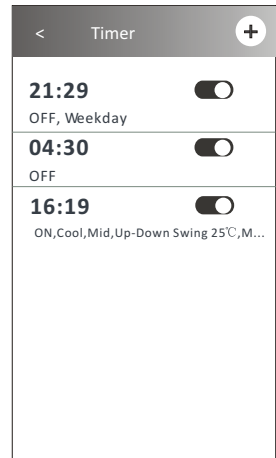 < Timer +
21:29
OFF, Weekday
04:30
OFF
16:19
ON,Cool,Mid,Up-Down Swing 25℃,M...